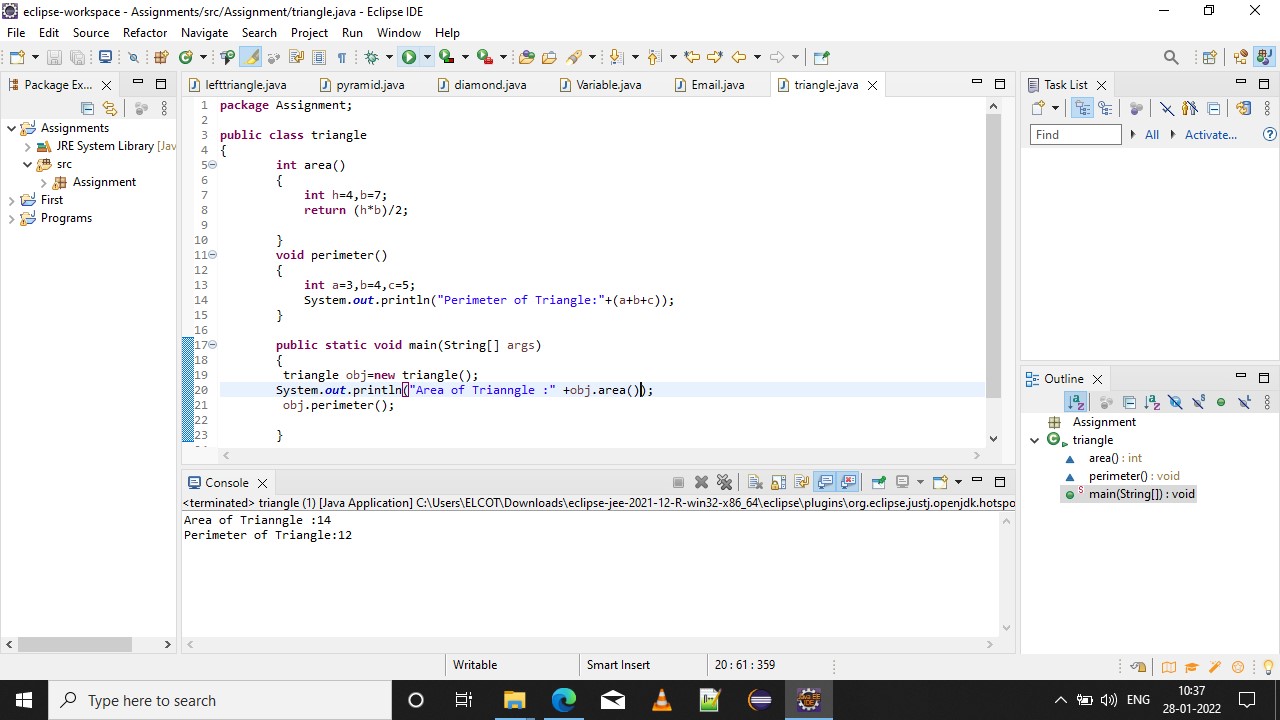 eclipse-workspace - Assignments/src/Assignment/triangle.java - Eclipse IDE
File Edit Source Refactor Navigate Search Project Run Window Help
Package Ex...
Assignments
JRE System Library [Jav
src
Assignment
First
Programs
lefttriangle.java pyramid.java diamond.java Variable.java Email.java triangle.java
1 package Assignment;
2
3 public class triangle
4 {
5 int area()
6 {
7 int h=4,b=7;
8 return (h*b)/2;
9
10 }
11 void perimeter()
12 {
13 int a=3,b=4,c=5;
14 System.out.println("Perimeter of Triangle:"+(a+b+c));
15 }
16
17 public static void main(String[] args)
18 {
19 triangle obj=new triangle();
20 System.out.println("Area of Trianngle :" +obj.area());
21 obj.perimeter();
22
23 }
Task List
Find All Activate...
Outline
Assignment
triangle
area() : int
perimeter() : void
main(String[]) : void
Console
<terminated> triangle (1) [Java Application] C:\Users\ELCOT\Downloads\eclipse-jee-2021-12-R-win32-x86_64\eclipse\plugins\org.eclipse.justj.openjdk.hotspo
Area of Trianngle :14
Perimeter of Triangle:12
Writable Smart Insert 20 : 61 : 359
Type here to search
ENG
10:37
28-01-2022